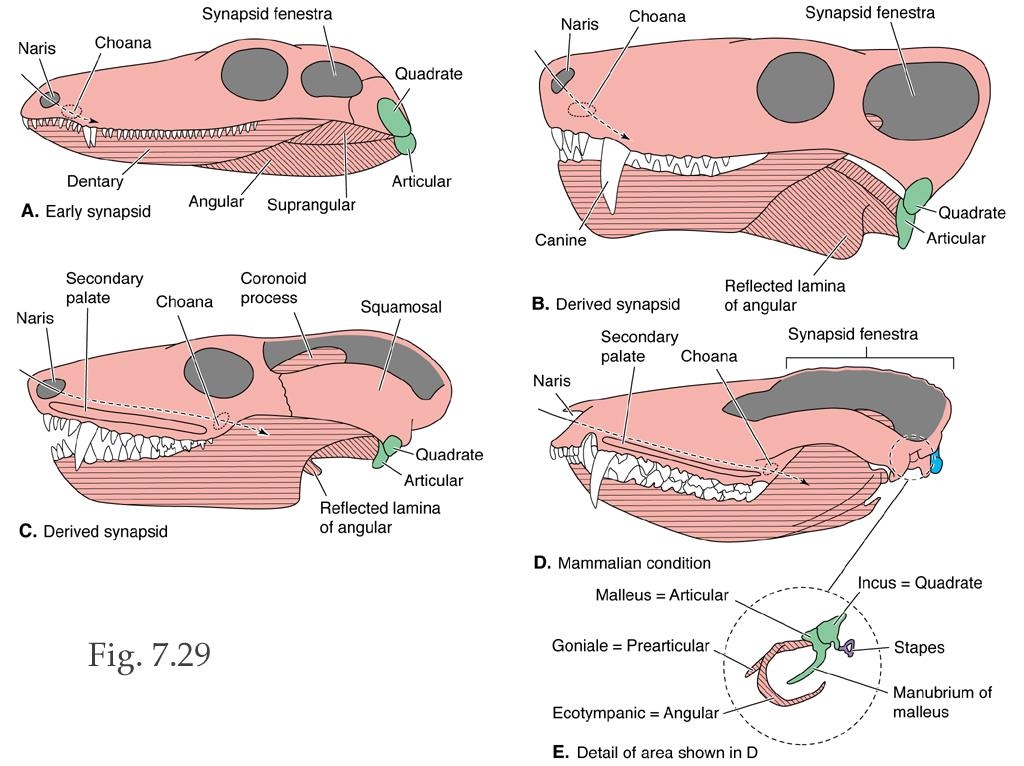 Synapsid fenestra
Naris
Choana
Quadrate
Dentary
Angular
Suprangular
Articular
A. Early synapsid
Naris
Choana
Synapsid fenestra
Canine
Quadrate
Articular
Reflected lamina
of angular
B. Derived synapsid
Secondary
palate
Choana
Coronoid
process
Squamosal
Naris
Quadrate
Articular
Reflected lamina
of angular
C. Derived synapsid
Synapsid fenestra
Secondary
palate
Choana
Naris
D. Mammalian condition
Malleus = Articular
Incus = Quadrate
Goniale = Prearticular
Stapes
Manubrium of
malleus
Ecotympanic = Angular
E. Detail of area shown in D
Fig. 7.29